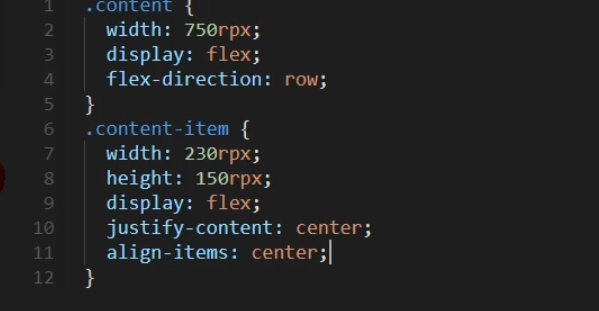 1 .content {
2 width: 750rpx;
3 display: flex;
4 flex-direction: row;
5 }
6 .content-item {
7 width: 230rpx;
8 height: 150rpx;
9 display: flex;
10 justify-content: center;
11 align-items: center;
12 }